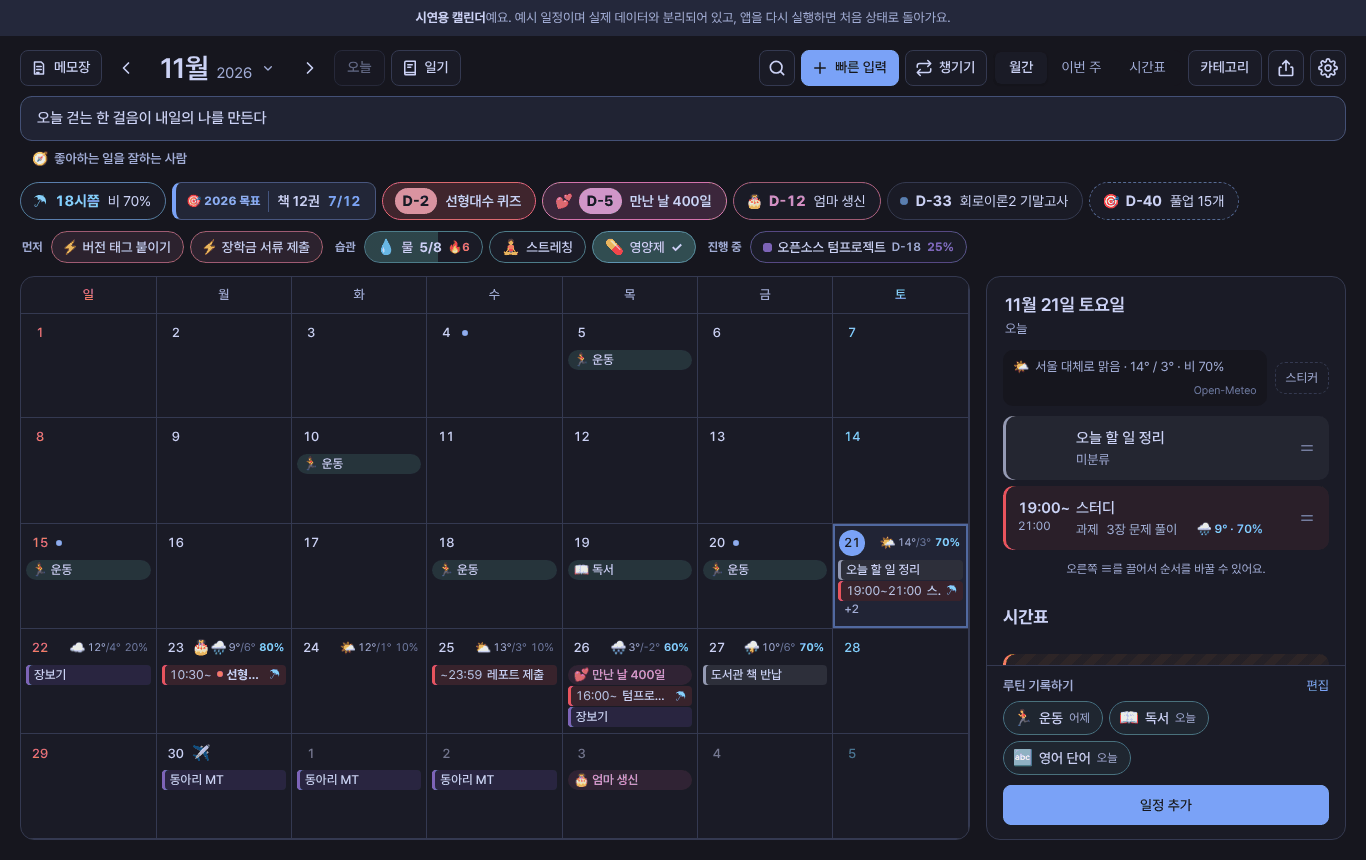 시연용 캘린더예요. 예시 일정이며 실제 데이터와 분리되어 있고, 앱을 다시 실행하면 처음 상태로 돌아가요.
메모장 11월 2026 오늘 일기 빠른 입력 챙기기 월간 이번 주 시간표 카테고리
오늘 걷는 한 걸음이 내일의 나를 만든다
좋아하는 일을 잘하는 사람
18시쯤 비 70% 2026 목표 책 12권 7/12 D-2 선형대수 퀴즈 D-5 만난 날 400일 D-12 엄마 생신 D-33 회로이론2 기말고사 D-40 풀업 15개
먼저 버전 태그 붙이기 장학금 서류 제출 습관 물 5/8 6 스트레칭 영양제 진행 중 오픈소스 텀프로젝트 D-18 25%
일 월 화 수 목 금 토
1 2 3 4 5 6 7
운동
8 9 10 11 12 13 14
운동
15 16 17 18 19 20 21 14°/3° 70%
운동 운동 독서 운동 오늘 할 일 정리
19:00~21:00 스.
+2
22 12°/4° 20% 23 9°/6° 80% 24 12°/1° 10% 25 13°/3° 10% 26 3°/-2° 60% 27 10°/6° 70% 28
장보기 10:30~ 선형... ~23:59 레포트 제출 만난 날 400일 도서관 책 반납
16:00~ 텀프로...
장보기
29 30 1 2 3 4 5
동아리 MT 동아리 MT 동아리 MT 엄마 생신
11월 21일 토요일
오늘
서울 대체로 맑음 · 14° / 3° · 비 70%
Open-Meteo
스티커
오늘 할 일 정리
미분류
19:00~ 스터디
21:00 과제 3장 문제 풀이 9° · 70%
오른쪽 ≡를 끌어서 순서를 바꿀 수 있어요.
시간표
루틴 기록하기 편집
운동 어제 독서 오늘
abc 영어 단어 오늘
일정 추가